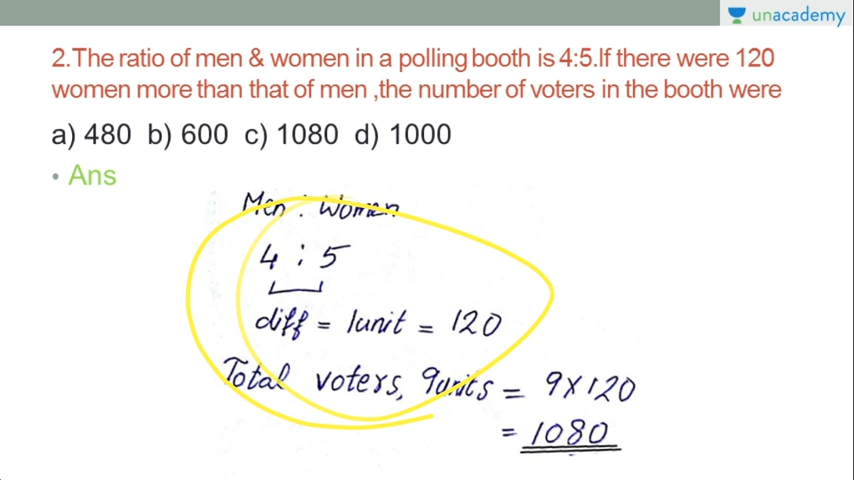 unacademy
2.The ratio of men & women in a polling booth is 4:5.If there were 120
women more than that of men ,the number of voters in the booth were
a) 480 b) 600 c) 1080 d) 1000
• Ans
Men : Women
4 : 5
diff = 1unit = 120
Total voters, 9units = 9X120
= 1080